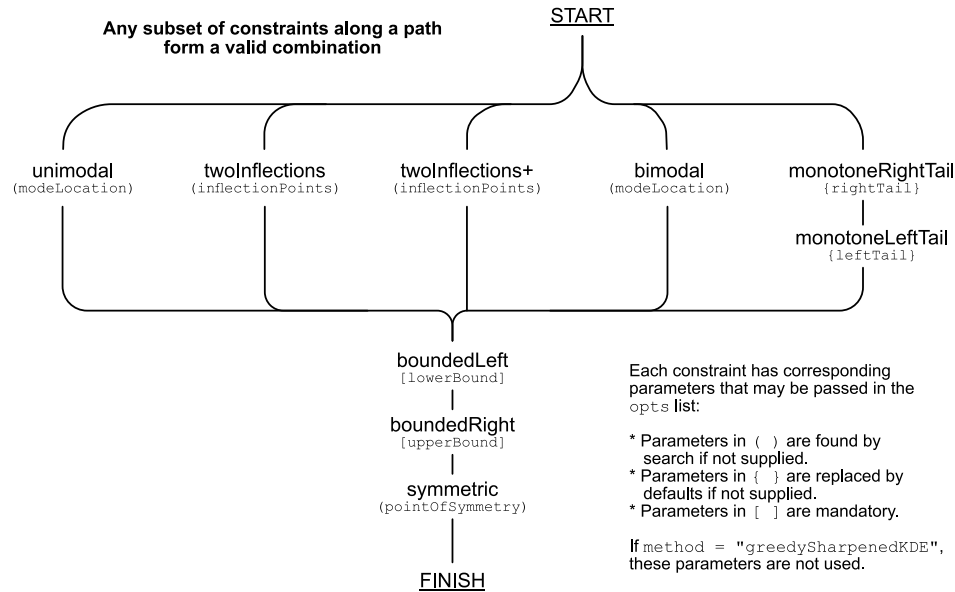 START
Any subset of constraints along a path
form a valid combination
unimodal
(modeLocation)
twoInflections
(inflectionPoints)
twoInflections+
(inflectionPoints)
bimodal
(modeLocation)
monotoneRightTail
{rightTail}
monotoneLeftTail
{leftTail}
boundedLeft
[lowerBound]
boundedRight
[upperBound]
symmetric
(pointOfSymmetry)
FINISH
Each constraint has corresponding
parameters that may be passed in the
opts list:
* Parameters in ( ) are found by
search if not supplied.
* Parameters in { } are replaced by
defaults if not supplied.
* Parameters in [ ] are mandatory.
If method = "greedySharpenedKDE",
these parameters are not used.